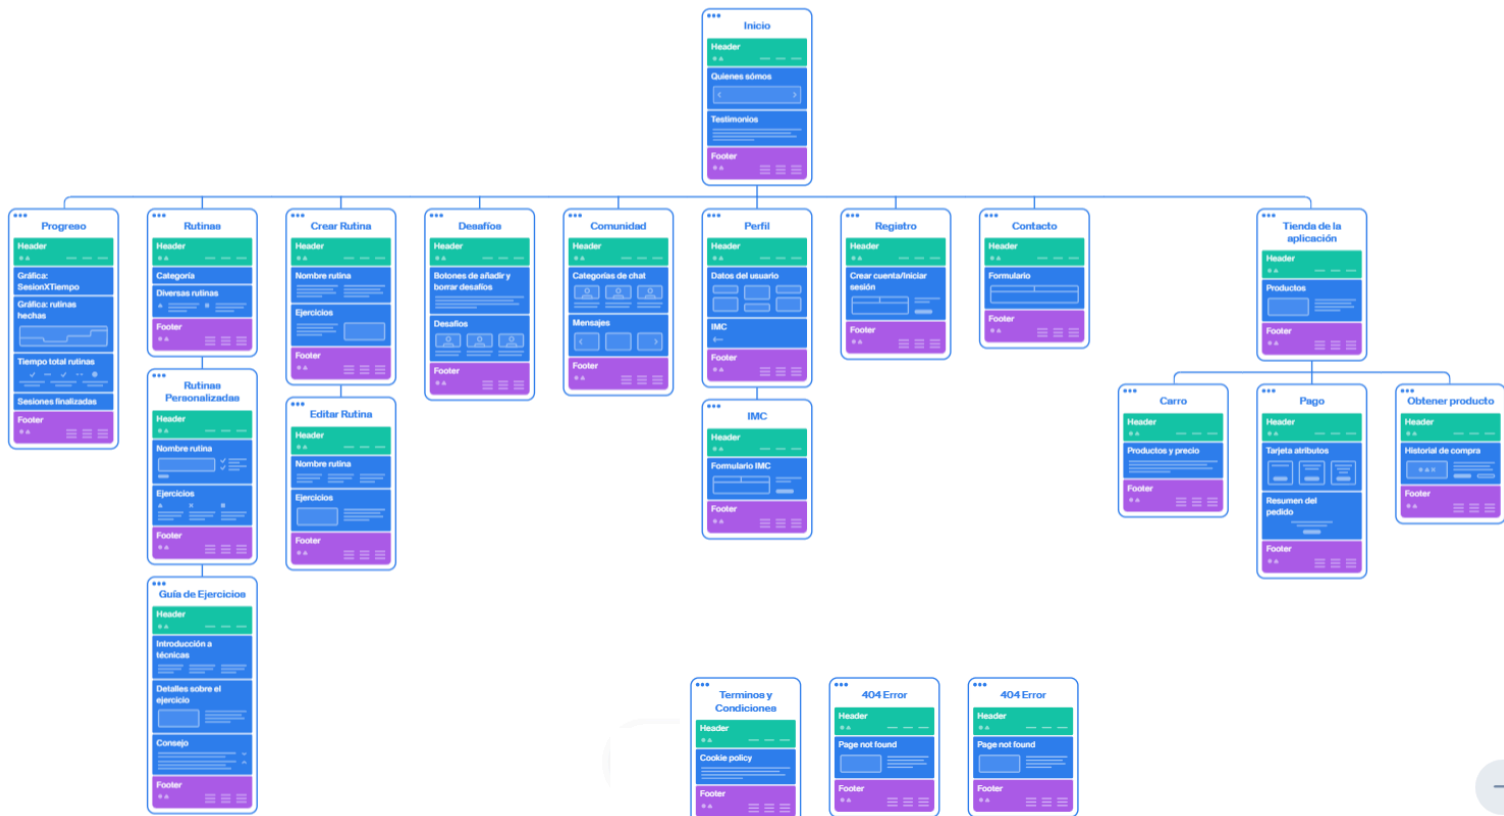 Inicio
Header
Quienes sómos
Testimonios
Footer
Progreso
Header
Gráfica:
SesionXTiempo
Gráfica: rutinas
hechas
Tiempo total rutinas
Sesiones finalizadas
Footer
Rutinas
Header
Categoría
Diversas rutinas
Footer
Rutinas
Personalizadas
Header
Nombre rutina
Ejercicios
Footer
Guía de Ejercicios
Header
Introducción a
técnicas
Detalles sobre el
ejercicio
Consejo
Footer
Crear Rutina
Header
Nombre rutina
Ejercicios
Footer
Editar Rutina
Header
Nombre rutina
Ejercicios
Footer
Desafíos
Header
Botones de añadir y
borrar desafíos
Desafíos
Footer
Comunidad
Header
Categorías de chat
Mensajes
Footer
Perfil
Header
Datos del usuario
IMC
Footer
IMC
Header
Formulario IMC
Footer
Registro
Header
Crear cuenta/Iniciar
sesión
Footer
Contacto
Header
Formulario
Footer
Tienda de la
aplicación
Header
Productos
Footer
Carro
Header
Productos y precio
Footer
Pago
Header
Tarjeta atributos
Resumen del
pedido
Footer
Obtener producto
Header
Historial de compra
Footer
Terminos y
Condiciones
Header
Cookie policy
Footer
404 Error
Header
Page not found
Footer
404 Error
Header
Page not found
Footer